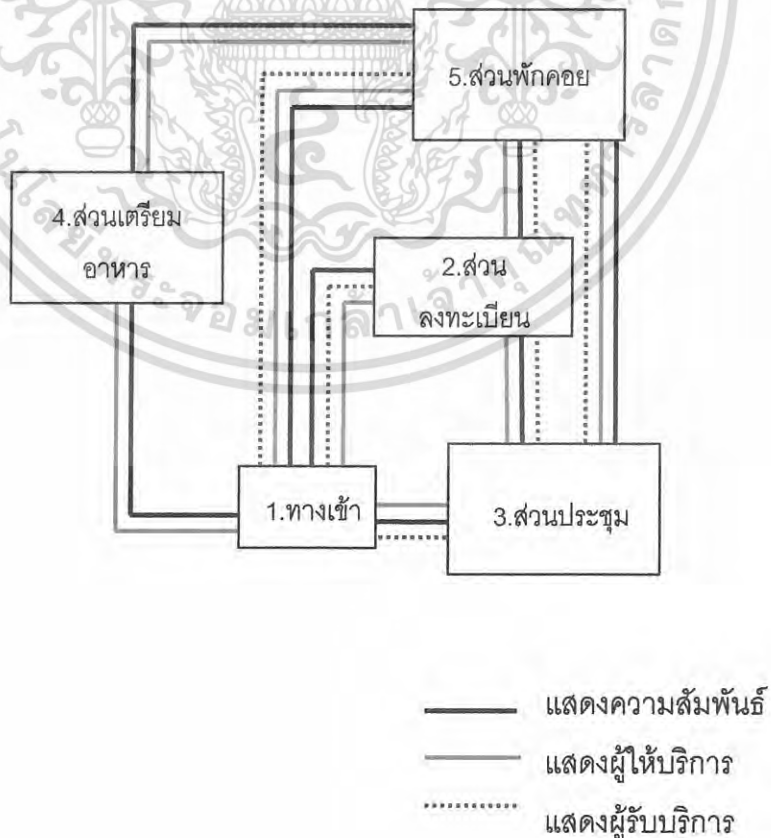 5.ส่วนพักคอย
4.ส่วนเตรียม
อาหาร
2.ส่วน
ลงทะเบียน
1.ทางเข้า
3.ส่วนประชุม
แสดงความสัมพันธ์
แสดงผู้ให้บริการ
แสดงผู้รับบริการ